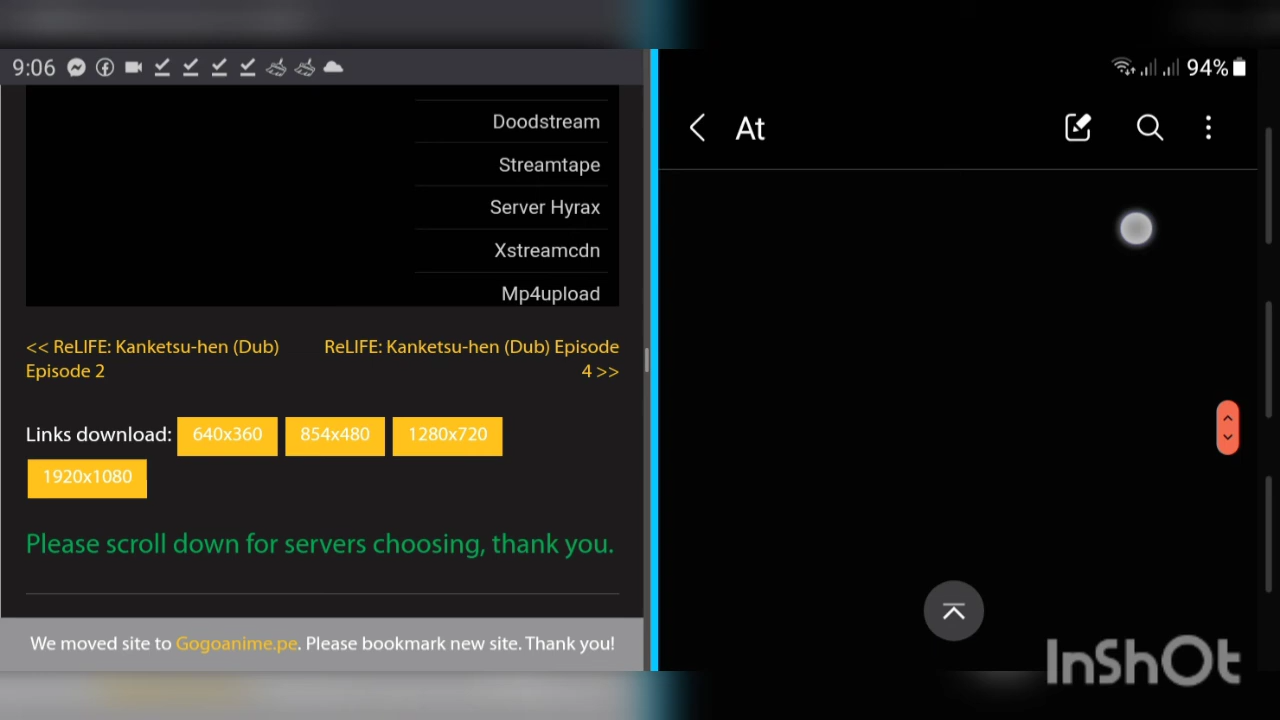 9:06
94%
At
Doodstream
Streamtape
Server Hyrax
Xstreamcdn
Mp4upload
<< ReLIFE: Kanketsu-hen (Dub)
Episode 2
ReLIFE: Kanketsu-hen (Dub) Episode
4 >>
Links download: 640x360 854x480 1280x720
1920x1080
Please scroll down for servers choosing, thank you.
We moved site to Gogoanime.pe. Please bookmark new site. Thank you!
InShOt